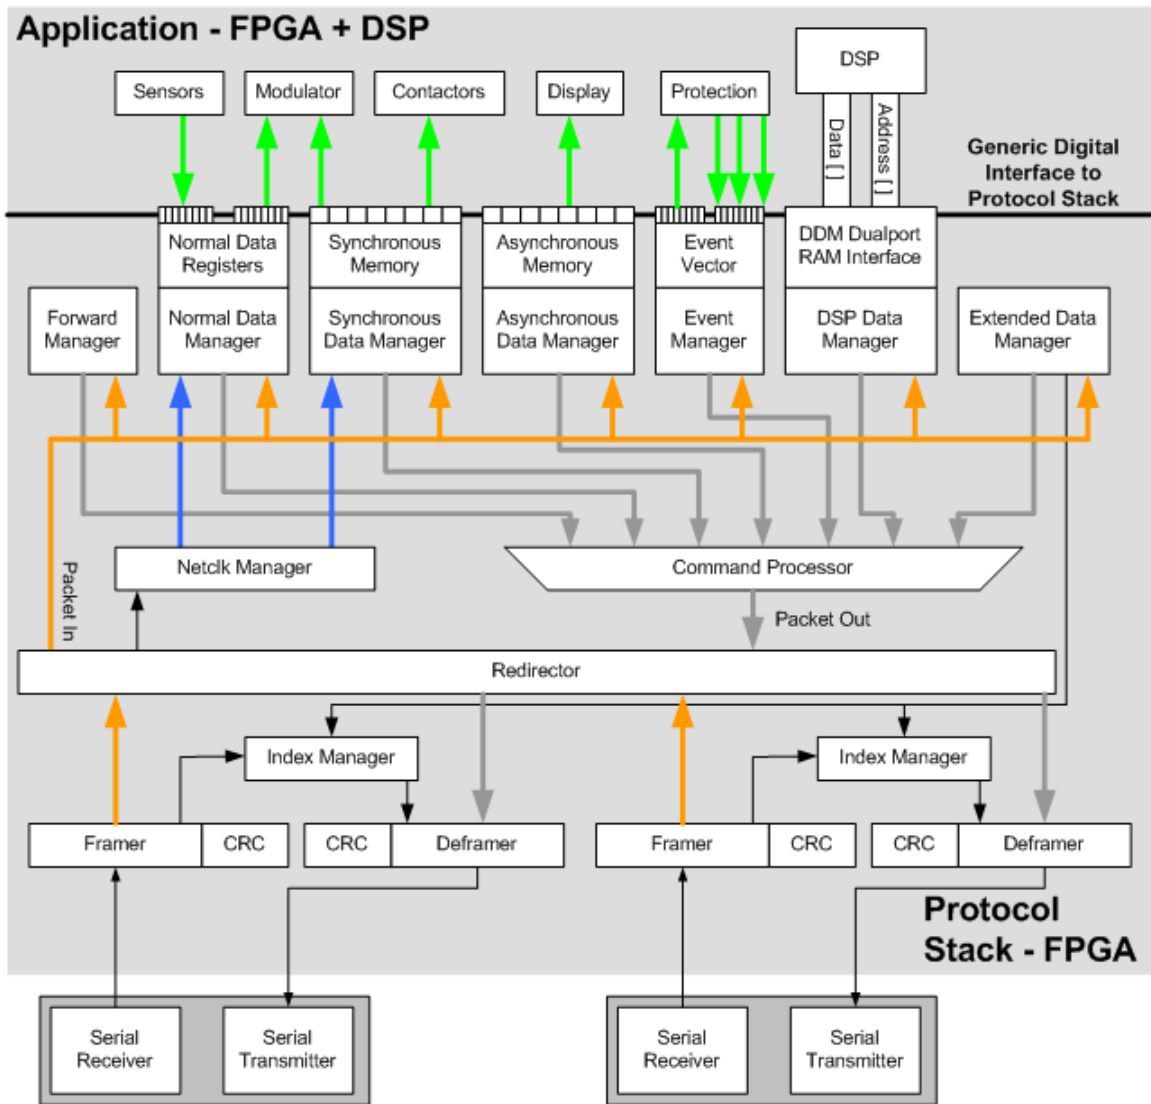 Application - FPGA + DSP
DSP
Sensors
Modulator
Contactors
Display
Protection
Data [ ]
Address [ ]
Generic Digital
Interface to
Protocol Stack
Normal Data
Registers
Synchronous
Memory
Asynchronous
Memory
Event
Vector
DDM Dualport
RAM Interface
Forward
Manager
Normal Data
Manager
Synchronous
Data Manager
Asynchronous
Data Manager
Event
Manager
DSP Data
Manager
Extended Data
Manager
Packet In
Netclk Manager
Command Processor
Packet Out
Redirector
Index Manager
Index Manager
Framer
CRC
CRC
Deframer
Framer
CRC
CRC
Deframer
Protocol
Stack - FPGA
Serial
Receiver
Serial
Transmitter
Serial
Receiver
Serial
Transmitter